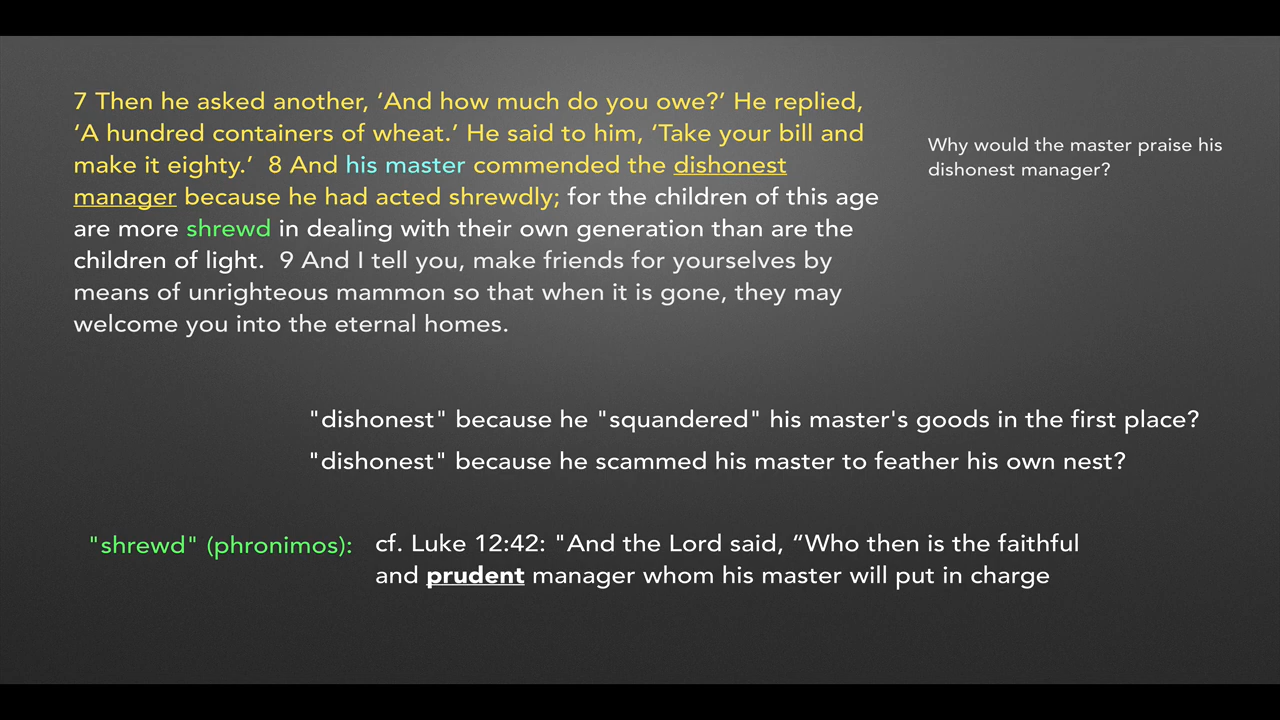 7 Then he asked another, ‘And how much do you owe?’ He replied,
‘A hundred containers of wheat.’ He said to him, ‘Take your bill and
make it eighty.’  8 And his master commended the dishonest
manager because he had acted shrewdly; for the children of this age
are more shrewd in dealing with their own generation than are the
children of light.  9 And I tell you, make friends for yourselves by
means of unrighteous mammon so that when it is gone, they may
welcome you into the eternal homes.
Why would the master praise his
dishonest manager?
"dishonest" because he "squandered" his master's goods in the first place?
"dishonest" because he scammed his master to feather his own nest?
"shrewd" (phronimos):
cf. Luke 12:42: "And the Lord said, “Who then is the faithful
and prudent manager whom his master will put in charge